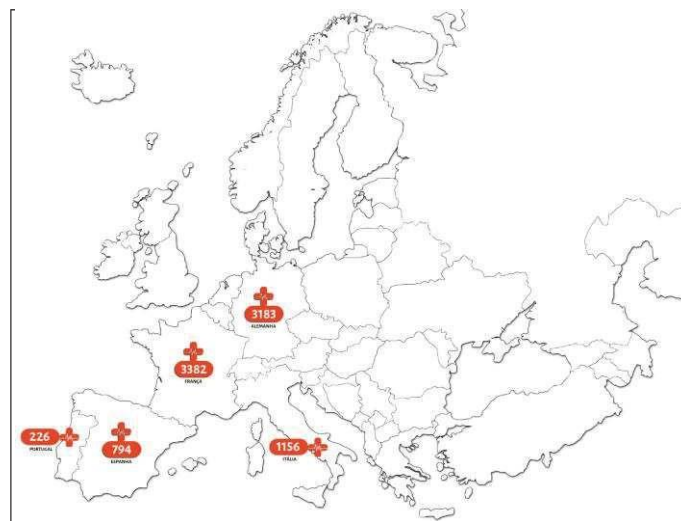 3183
ALEMANHA
3382
FRANÇA
226
PORTUGAL
794
ESPANHA
1156
ITÁLIA